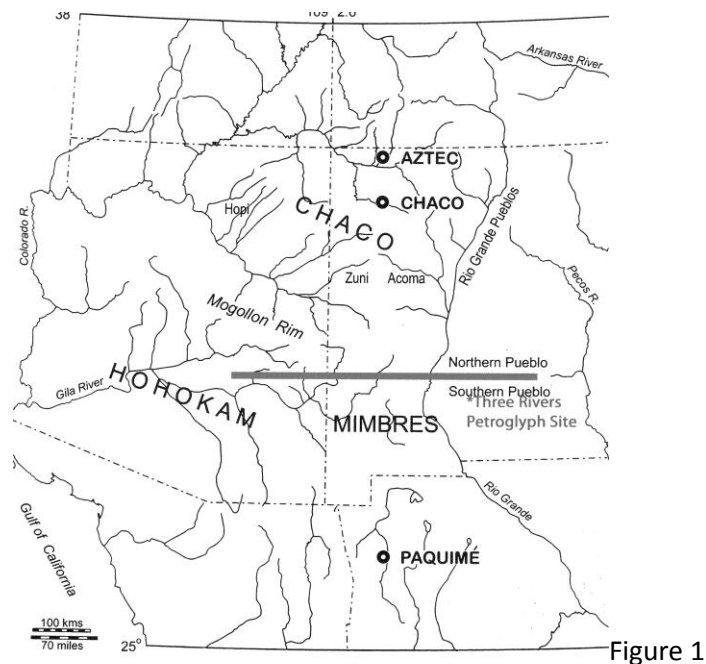 38
109 2.6
Arkansas River
AZTEC
CHACO
Colorado R.
Hopi
CHACO
Rio Grande Pueblos
Zuni
Acoma
Pecos R.
Mogollon Rim
Northern Pueblo
Gila River
HOHOKAM
Southern Pueblo
*Three Rivers
Petroglyph Site
MIMBRES
Rio Grande
Gulf of California
PAQUIMÉ
100 kms
70 miles
25°
Figure 1